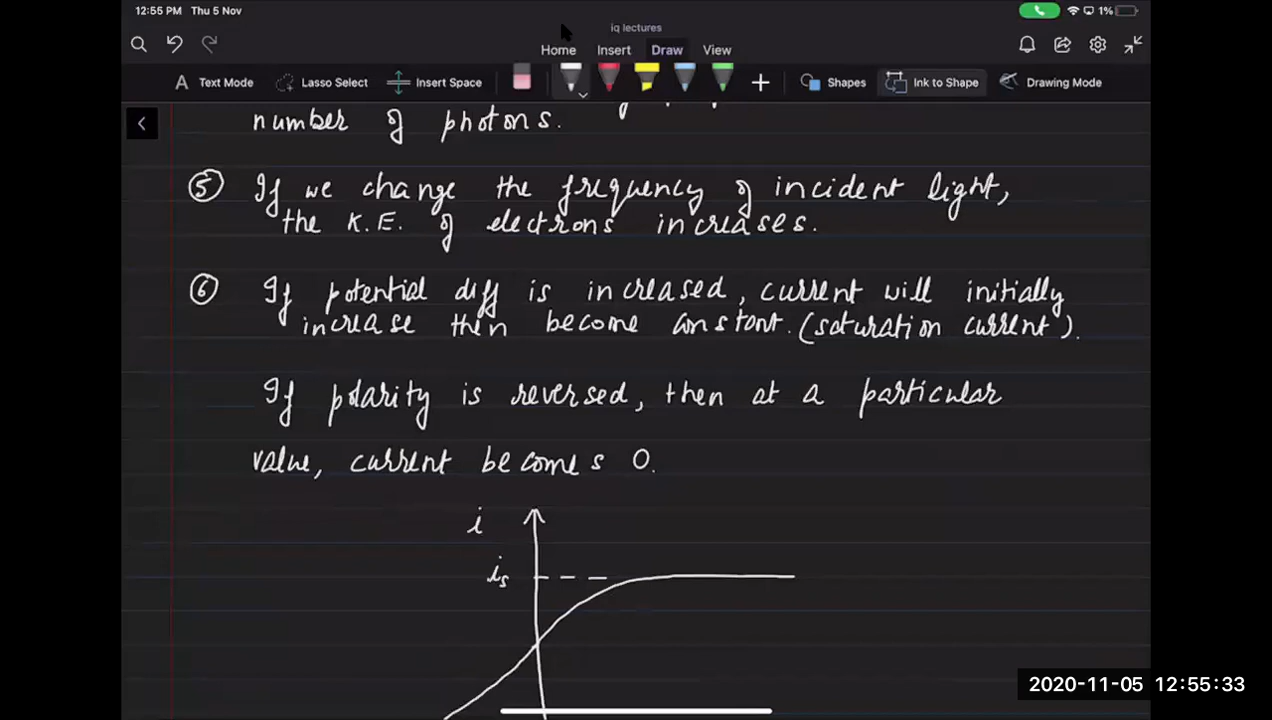 12:55 PM Thu 5 Nov
1%
iq lectures
Home Insert Draw View
Text Mode Lasso Select Insert Space Shapes Ink to Shape Drawing Mode
number of photons.
⑤ If we change the frequency of incident light,
the K.E. of electrons increases.
⑥ If potential diff is increased, current will initially
increase then become constant. (saturation current).
If polarity is reversed, then at a particular
value, current becomes 0.
i
is
2020-11-05 12:55:33